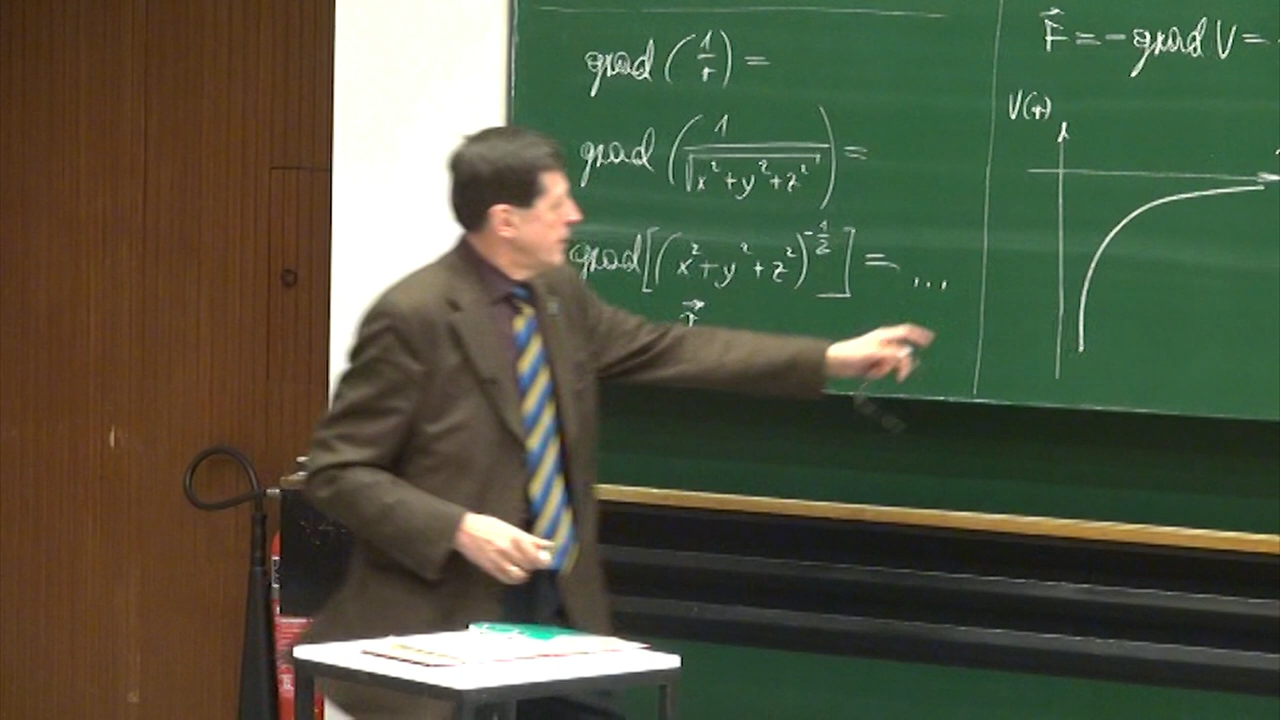 grad (1/r) =
grad (1/√(x²+y²+z²)) =
grad[(x²+y²+z²)^(-1/2)] = ...
r⃗
F⃗ = - grad V =
V(r)